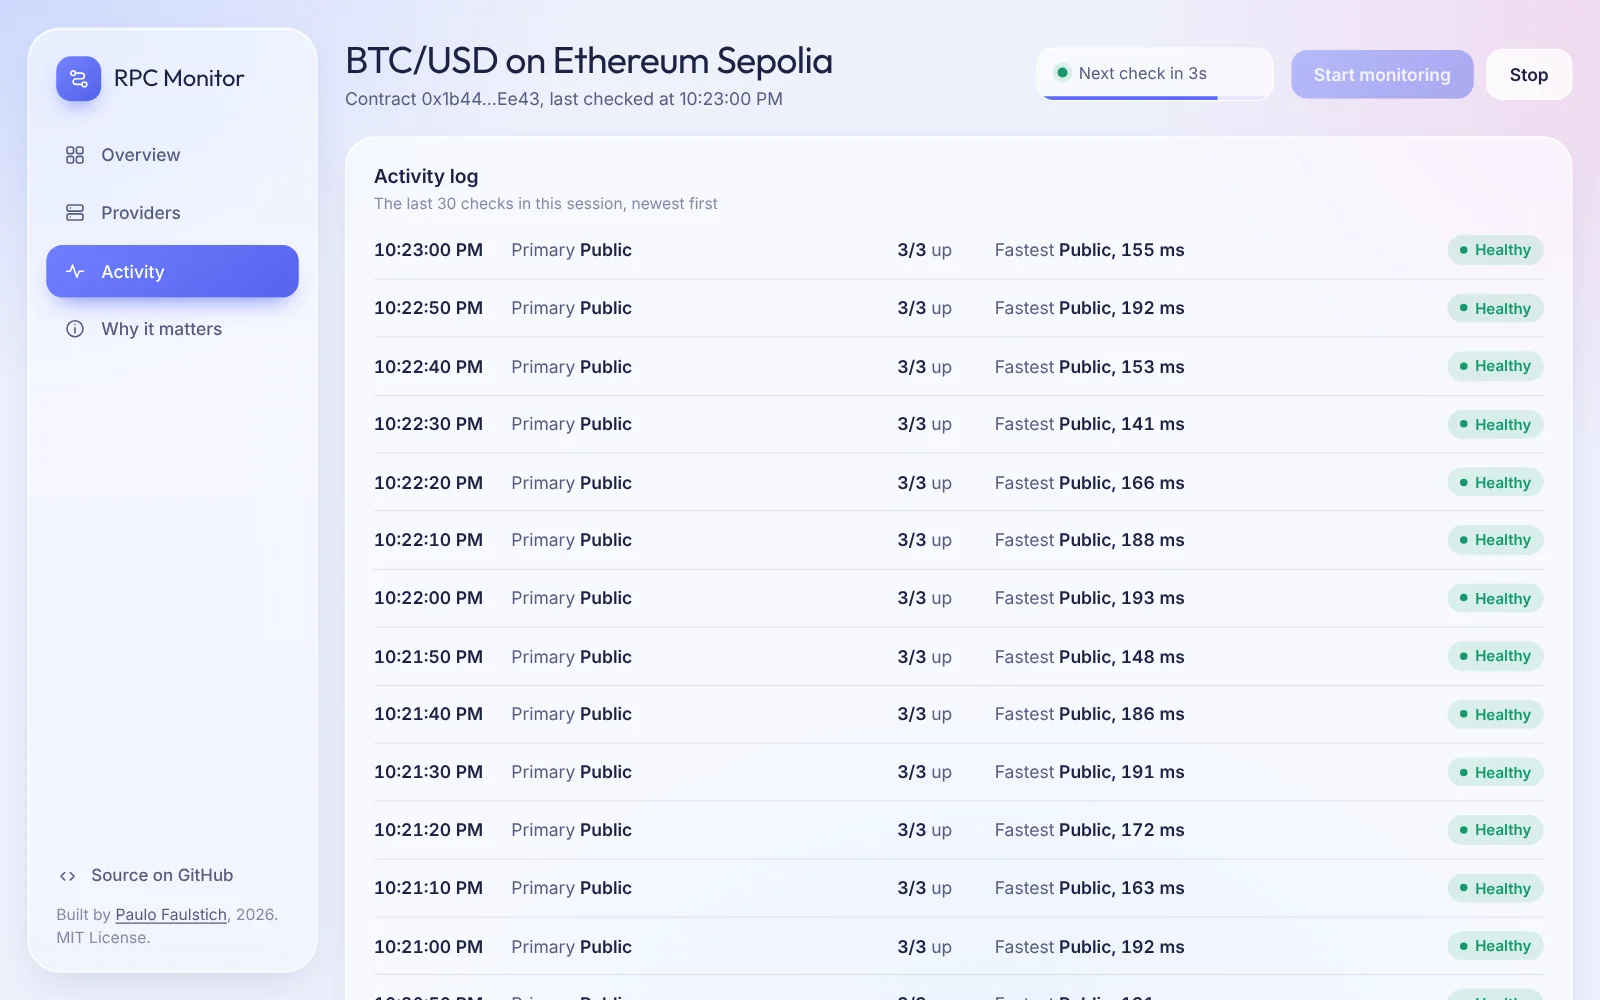 RPC Monitor
Overview
Providers
Activity
Why it matters
Source on GitHub
Built by Paulo Faulstich, 2026.
MIT License.
BTC/USD on Ethereum Sepolia
Contract 0x1b44...Ee43, last checked at 10:23:00 PM
Next check in 3s
Start monitoring
Stop
Activity log
The last 30 checks in this session, newest first
10:23:00 PM Primary Public 3/3 up Fastest Public, 155 ms Healthy
10:22:50 PM Primary Public 3/3 up Fastest Public, 192 ms Healthy
10:22:40 PM Primary Public 3/3 up Fastest Public, 153 ms Healthy
10:22:30 PM Primary Public 3/3 up Fastest Public, 141 ms Healthy
10:22:20 PM Primary Public 3/3 up Fastest Public, 166 ms Healthy
10:22:10 PM Primary Public 3/3 up Fastest Public, 188 ms Healthy
10:22:00 PM Primary Public 3/3 up Fastest Public, 193 ms Healthy
10:21:50 PM Primary Public 3/3 up Fastest Public, 148 ms Healthy
10:21:40 PM Primary Public 3/3 up Fastest Public, 186 ms Healthy
10:21:30 PM Primary Public 3/3 up Fastest Public, 191 ms Healthy
10:21:20 PM Primary Public 3/3 up Fastest Public, 172 ms Healthy
10:21:10 PM Primary Public 3/3 up Fastest Public, 163 ms Healthy
10:21:00 PM Primary Public 3/3 up Fastest Public, 192 ms Healthy